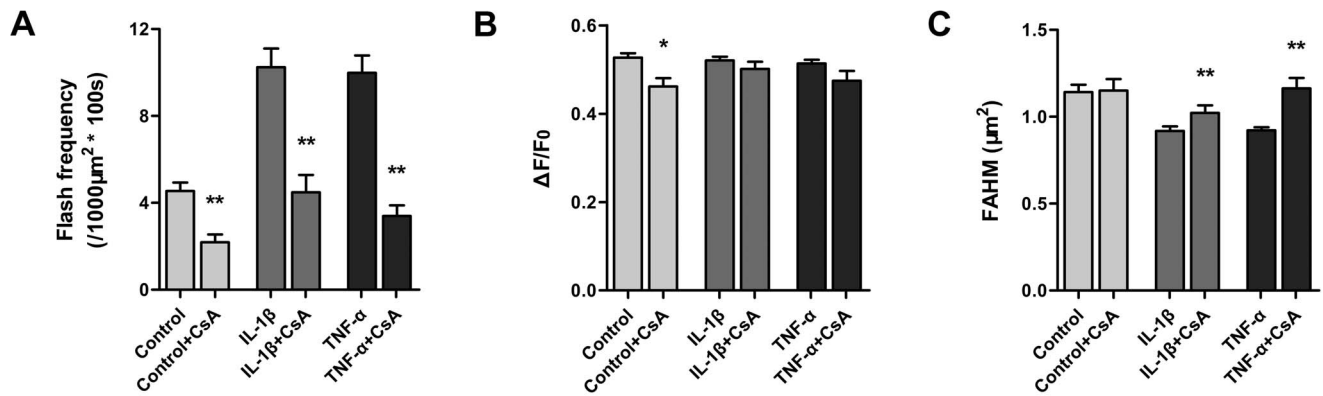 A
Flash frequency
(/1000μm² * 100s)
12
8
4
0
**
**
**
Control
Control+CsA
IL-1β
IL-1β+CsA
TNF-α
TNF-α+CsA
B
ΔF/F0
0.6
0.4
0.2
0.0
*
Control
Control+CsA
IL-1β
IL-1β+CsA
TNF-α
TNF-α+CsA
C
FAHM (μm²)
1.5
1.0
0.5
0.0
**
**
Control
Control+CsA
IL-1β
IL-1β+CsA
TNF-α
TNF-α+CsA